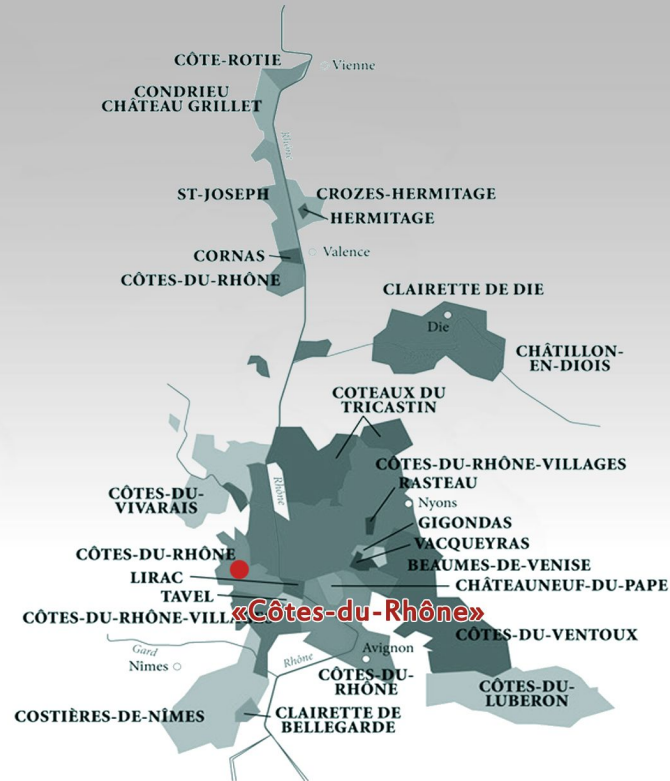 CÔTE-ROTIE
Vienne
CONDRIEU
CHÂTEAU GRILLET
Rhône
ST-JOSEPH
CROZES-HERMITAGE
HERMITAGE
CORNAS
Valence
CÔTES-DU-RHÔNE
CLAIRETTE DE DIE
Die
CHÂTILLON-
EN-DIOIS
COTEAUX DU
TRICASTIN
CÔTES-DU-RHÔNE-VILLAGES
RASTEAU
CÔTES-DU-
VIVARAIS
Rhône
Nyons
GIGONDAS
VACQUEYRAS
CÔTES-DU-RHÔNE
BEAUMES-DE-VENISE
LIRAC
CHÂTEAUNEUF-DU-PAPE
TAVEL
«Côtes-du-Rhône»
CÔTES-DU-RHÔNE-VILLAGES
CÔTES-DU-VENTOUX
Gard
Avignon
Nîmes
Rhône
CÔTES-DU-
RHÔNE
CÔTES-DU-
LUBERON
COSTIÈRES-DE-NÎMES
CLAIRETTE DE
BELLEGARDE